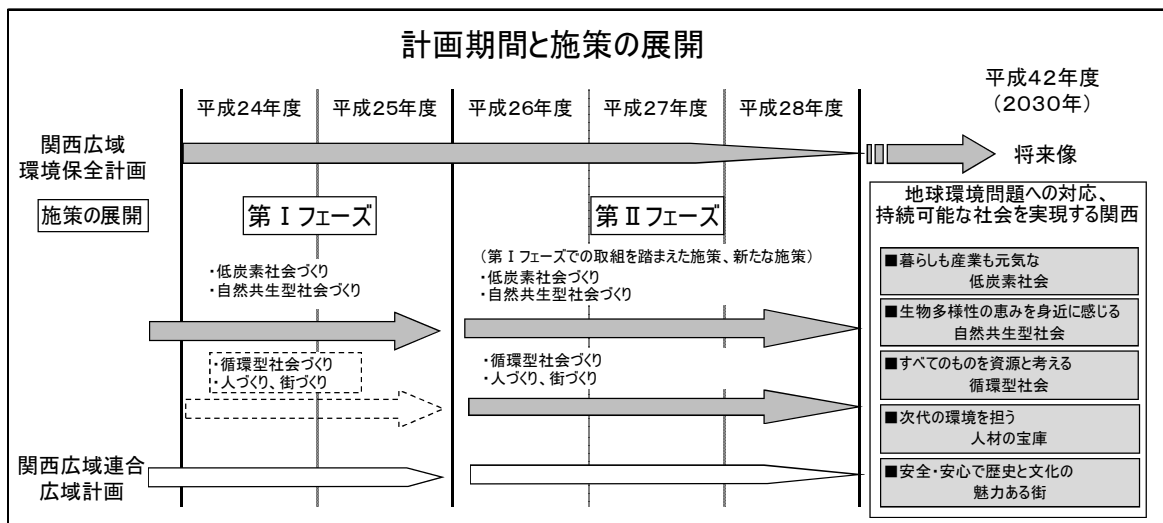 計画期間と施策の展開
平成24年度
平成25年度
平成26年度
平成27年度
平成28年度
平成42年度
（2030年）
関西広域
環境保全計画
将来像
施策の展開
第Ⅰフェーズ
第Ⅱフェーズ
地球環境問題への対応、
持続可能な社会を実現する関西
（第Ⅰフェーズでの取組を踏まえた施策、新たな施策）
・低炭素社会づくり
・自然共生型社会づくり
・低炭素社会づくり
・自然共生型社会づくり
・循環型社会づくり
・人づくり、街づくり
・循環型社会づくり
・人づくり、街づくり
■暮らしも産業も元気な
低炭素社会
■生物多様性の恵みを身近に感じる
自然共生型社会
■すべてのものを資源と考える
循環型社会
■次代の環境を担う
人材の宝庫
■安全・安心で歴史と文化の
魅力ある街
関西広域連合
広域計画